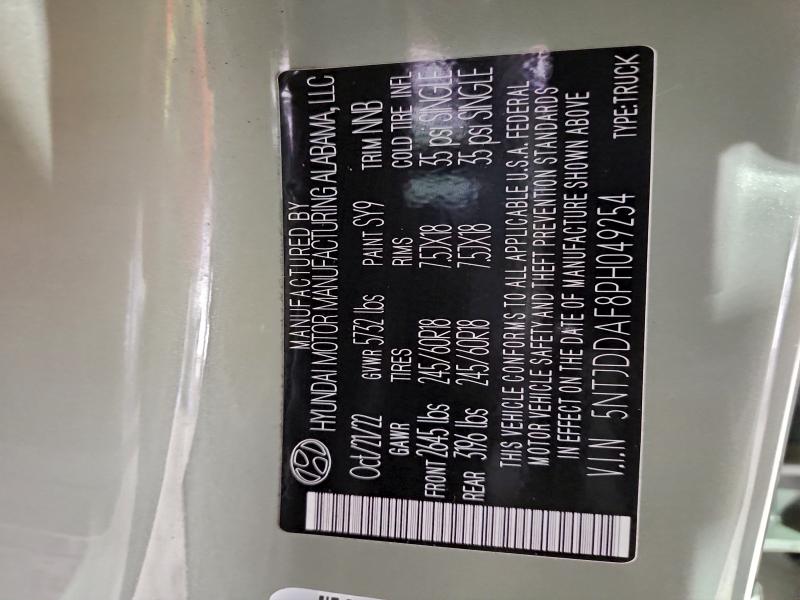 MANUFACTURED BY
HYUNDAI MOTOR MANUFACTURING ALABAMA, LLC
Oct/21/22 GVWR 5732 lbs PAINT SY9 TRIM NNB
GAWR TIRES RIMS COLD TIRE INFL
FRONT 2645 lbs 245/60R18 7.5JX18 35 psi SINGLE
REAR 3196 lbs 245/60R18 7.5JX18 35 psi SINGLE
THIS VEHICLE CONFORMS TO ALL APPLICABLE U.S.A. FEDERAL
MOTOR VEHICLE SAFETY AND THEFT PREVENTION STANDARDS
IN EFFECT ON THE DATE OF MANUFACTURE SHOWN ABOVE
V.I.N 5NTJDDAF8PH049254 TYPE:TRUCK